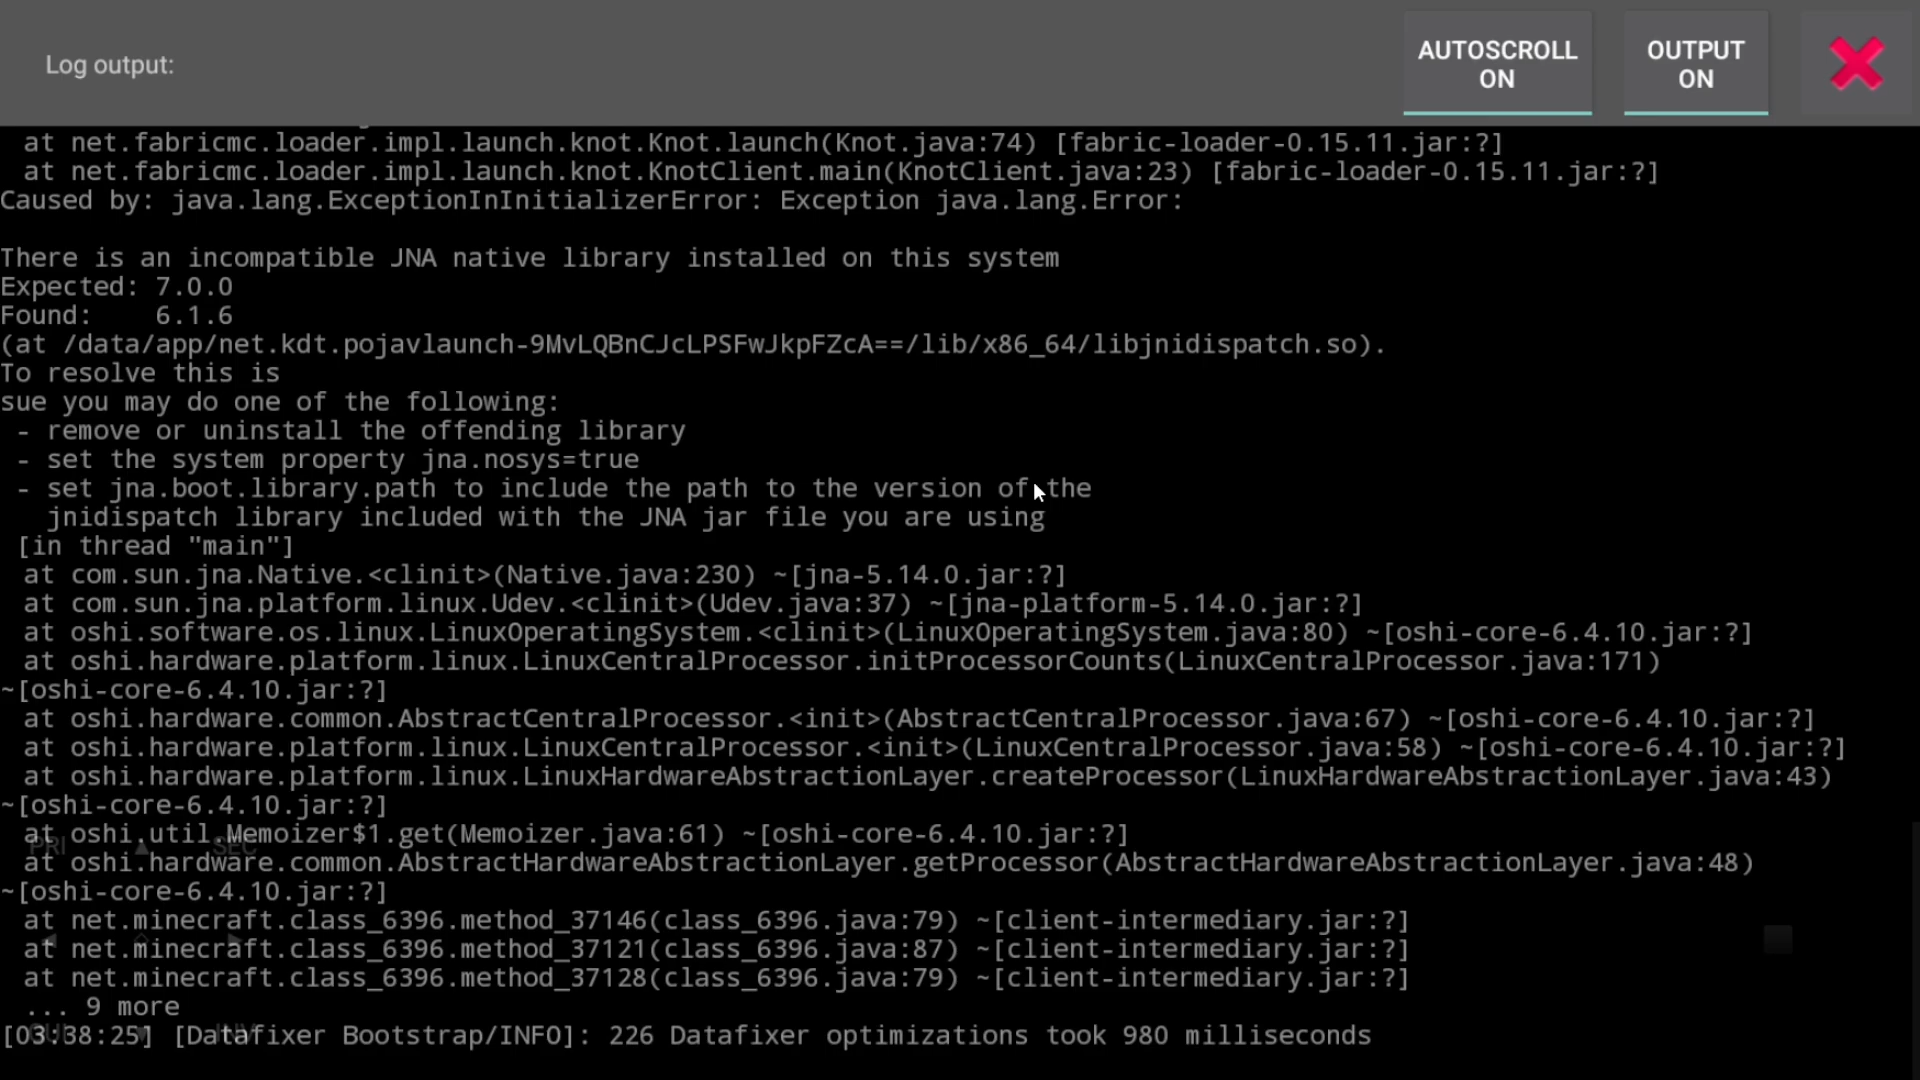 Log output:
AUTOSCROLL
ON
OUTPUT
ON
at net.fabricmc.loader.impl.launch.knot.Knot.launch(Knot.java:74) [fabric-loader-0.15.11.jar:?]
at net.fabricmc.loader.impl.launch.knot.KnotClient.main(KnotClient.java:23) [fabric-loader-0.15.11.jar:?]
Caused by: java.lang.ExceptionInInitializerError: Exception java.lang.Error:
There is an incompatible JNA native library installed on this system
Expected: 7.0.0
Found:    6.1.6
(at /data/app/net.kdt.pojavlaunch-9MvLQBnCJcLPSFwJkpFZcA==/lib/x86_64/libjnidispatch.so).
To resolve this is
sue you may do one of the following:
- remove or uninstall the offending library
- set the system property jna.nosys=true
- set jna.boot.library.path to include the path to the version of the
jnidispatch library included with the JNA jar file you are using
[in thread "main"]
at com.sun.jna.Native.<clinit>(Native.java:230) ~[jna-5.14.0.jar:?]
at com.sun.jna.platform.linux.Udev.<clinit>(Udev.java:37) ~[jna-platform-5.14.0.jar:?]
at oshi.software.os.linux.LinuxOperatingSystem.<clinit>(LinuxOperatingSystem.java:80) ~[oshi-core-6.4.10.jar:?]
at oshi.hardware.platform.linux.LinuxCentralProcessor.initProcessorCounts(LinuxCentralProcessor.java:171)
~[oshi-core-6.4.10.jar:?]
at oshi.hardware.common.AbstractCentralProcessor.<init>(AbstractCentralProcessor.java:67) ~[oshi-core-6.4.10.jar:?]
at oshi.hardware.platform.linux.LinuxCentralProcessor.<init>(LinuxCentralProcessor.java:58) ~[oshi-core-6.4.10.jar:?]
at oshi.hardware.platform.linux.LinuxHardwareAbstractionLayer.createProcessor(LinuxHardwareAbstractionLayer.java:43)
~[oshi-core-6.4.10.jar:?]
at oshi.util.Memoizer$1.get(Memoizer.java:61) ~[oshi-core-6.4.10.jar:?]
PRI
SEC
at oshi.hardware.common.AbstractHardwareAbstractionLayer.getProcessor(AbstractHardwareAbstractionLayer.java:48)
~[oshi-core-6.4.10.jar:?]
at net.minecraft.class_6396.method_37146(class_6396.java:79) ~[client-intermediary.jar:?]
at net.minecraft.class_6396.method_37121(class_6396.java:87) ~[client-intermediary.jar:?]
at net.minecraft.class_6396.method_37128(class_6396.java:79) ~[client-intermediary.jar:?]
... 9 more
[03:38:25] [Datafixer Bootstrap/INFO]: 226 Datafixer optimizations took 980 milliseconds